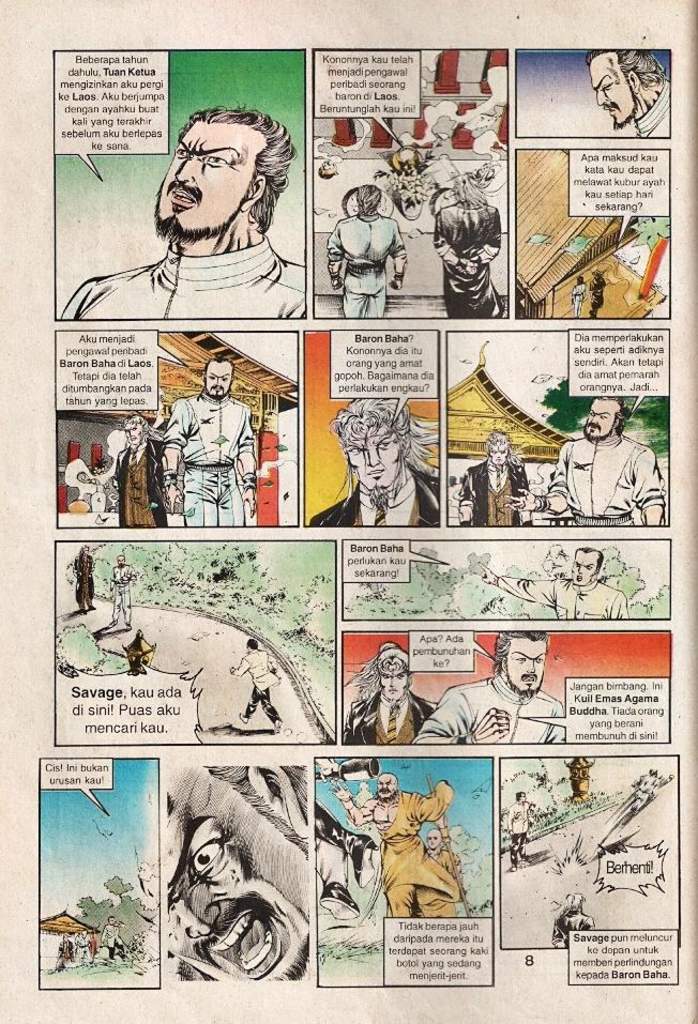 Beberapa tahun
dahulu, Tuan Ketua
mengizinkan aku pergi
ke Laos. Aku berjumpa
dengan ayahku buat
kali yang terakhir
sebelum aku berlepas
ke sana.
Kononnya kau telah
menjadi pengawal
peribadi seorang
baron di Laos.
Beruntunglah kau ini!
Apa maksud kau
kata kau dapat
melawat kubur ayah
kau setiap hari
sekarang?
Aku menjadi
pengawal peribadi
Baron Baha di Laos.
Tetapi dia telah
ditumbangkan pada
tahun yang lepas.
Baron Baha?
Kononnya dia itu
orang yang amat
gopoh. Bagaimana dia
perlakukan engkau?
Dia memperlakukan
aku seperti adiknya
sendiri. Akan tetapi
dia amat pemarah
orangnya. Jadi...
Savage, kau ada
di sini! Puas aku
mencari kau.
Baron Baha
perlukan kau
sekarang!
Apa? Ada
pembunuhan
ke?
Jangan bimbang. Ini
Kuil Emas Agama
Buddha. Tiada orang
yang berani
membunuh di sini!
Cis! Ini bukan
urusan kau!
Tidak berapa jauh
daripada mereka itu
terdapat seorang kaki
botol yang sedang
menjerit-jerit.
Berhenti!
Savage pun meluncur
ke depan untuk
memberi perlindungan
kepada Baron Baha.
8